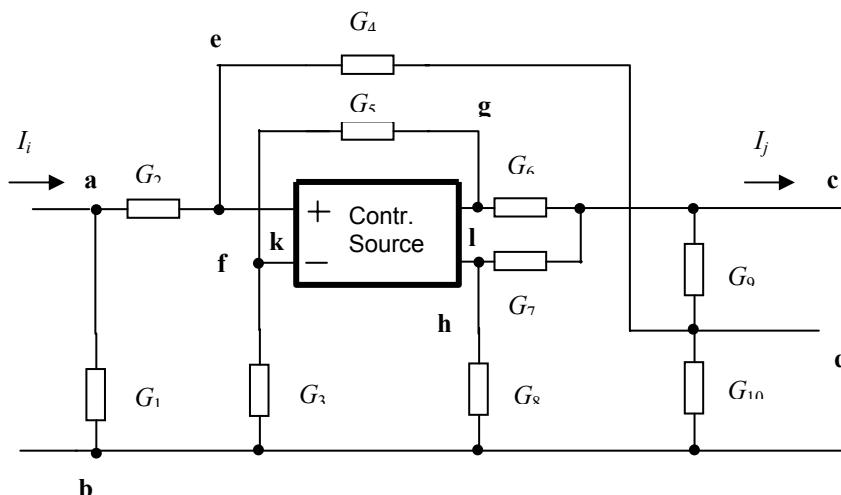 G4
e
G5
g
Ii
Ij
a
G2
G6
c
+
Contr.
k
l
Source
f
−
G9
G7
h
d
G1
G3
G8
G10
b